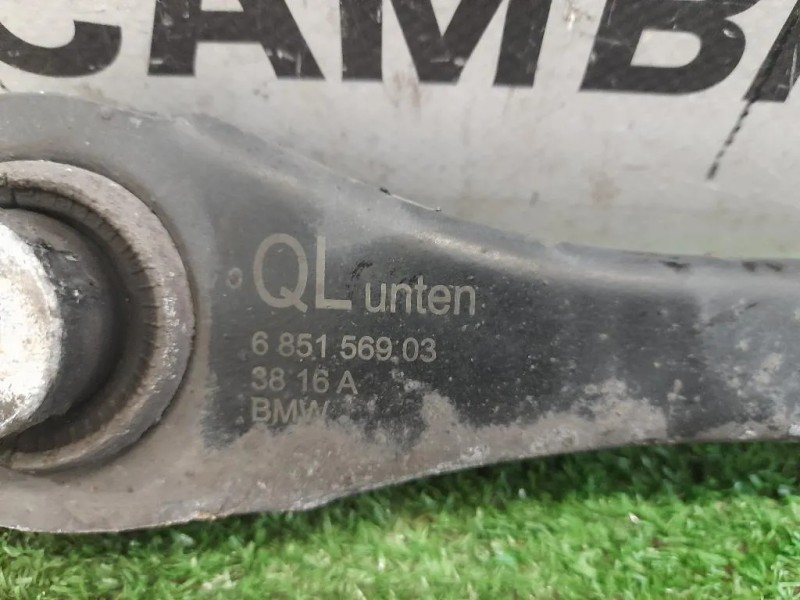 CAMB
QL unten
6 851 569.03
38 16 A
BMW